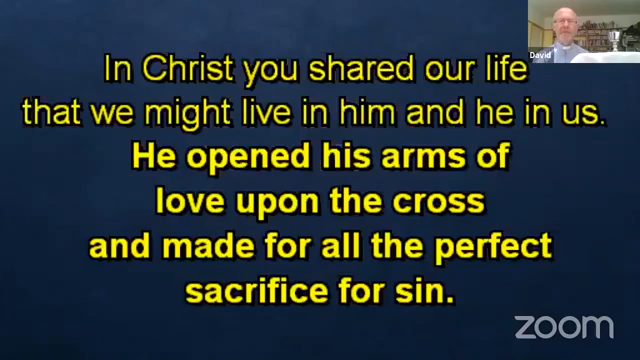 David
In Christ you shared our life
that we might live in him and he in us.
He opened his arms of
love upon the cross
and made for all the perfect
sacrifice for sin.
zoom